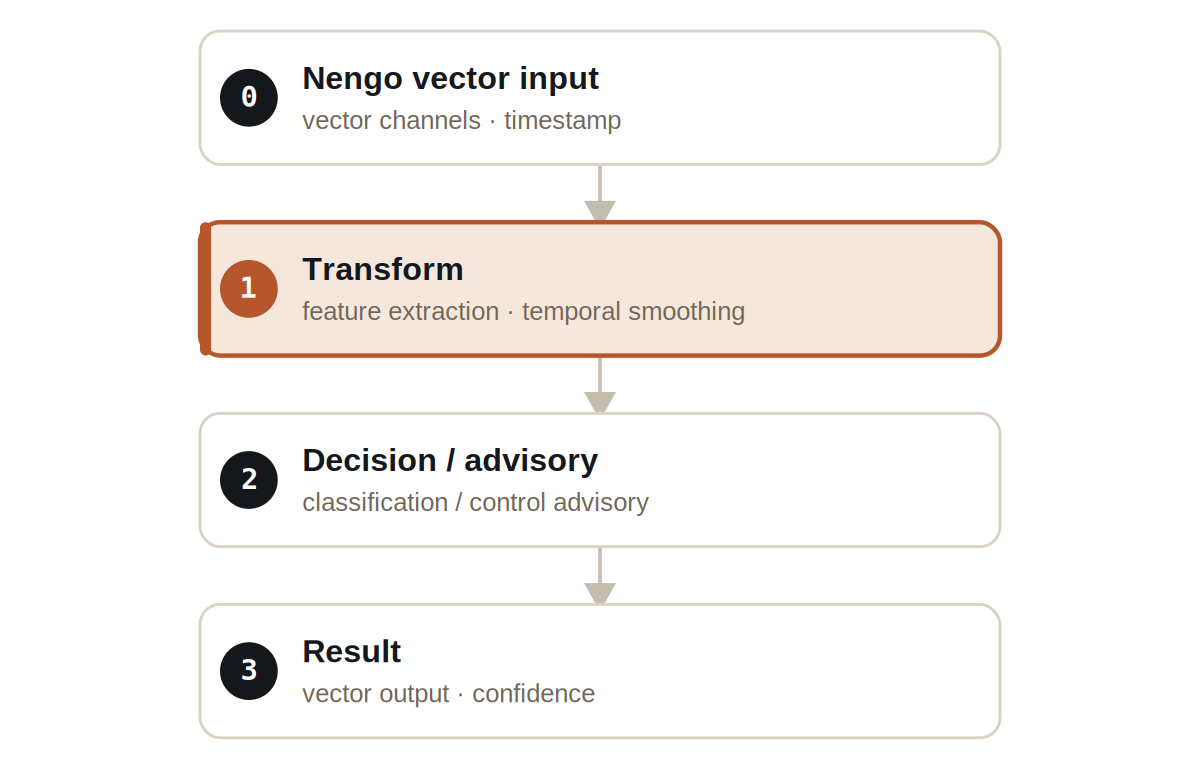 0
Nengo vector input
vector channels · timestamp
1
Transform
feature extraction · temporal smoothing
2
Decision / advisory
classification / control advisory
3
Result
vector output · confidence